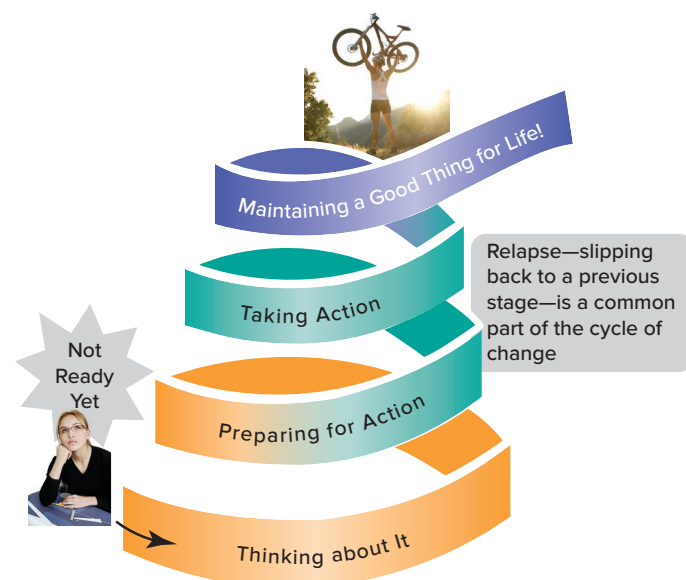 Maintaining a Good Thing for Life!
Relapse—slipping
back to a previous
stage—is a common
part of the cycle of
change
Taking Action
Not
Ready
Yet
Preparing for Action
Thinking about It